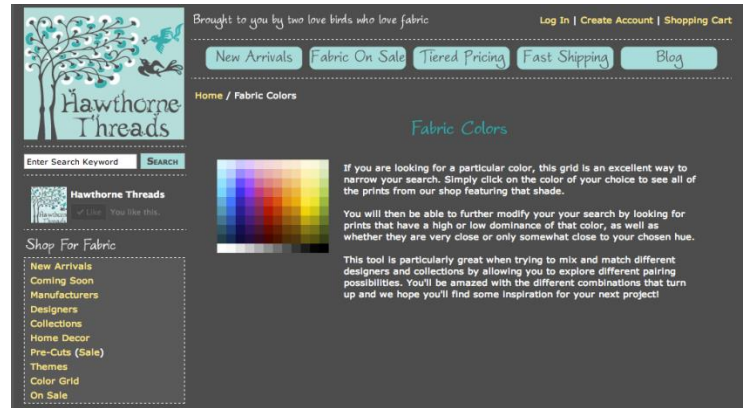 Brought to you by two love birds who love fabric
Log In | Create Account | Shopping Cart
Hawthorne
Threads
New Arrivals
Fabric On Sale
Tiered Pricing
Fast Shipping
Blog
Home / Fabric Colors
Enter Search Keyword
SEARCH
Hawthorne Threads
Like You like this.
Shop For Fabric
New Arrivals
Coming Soon
Manufacturers
Designers
Collections
Home Decor
Pre-Cuts (Sale)
Themes
Color Grid
On Sale
Fabric Colors
If you are looking for a particular color, this grid is an excellent way to
narrow your search. Simply click on the color of your choice to see all of
the prints from our shop featuring that shade.
You will then be able to further modify your your search by looking for
prints that have a high or low dominance of that color, as well as
whether they are very close or only somewhat close to your chosen hue.
This tool is particularly great when trying to mix and match different
designers and collections by allowing you to explore different pairing
possibilities. You'll be amazed with the different combinations that turn
up and we hope you'll find some inspiration for your next project!